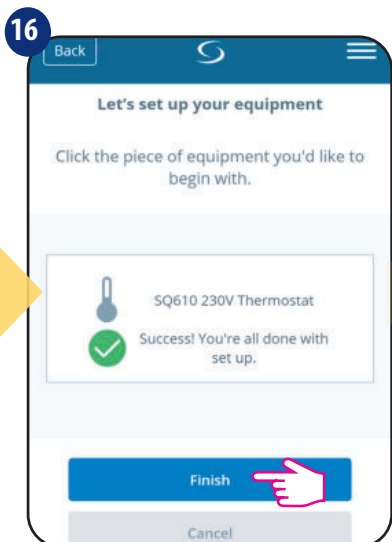 16
Back
Let's set up your equipment
Click the piece of equipment you'd like to
begin with.
SQ610 230V Thermostat
Success! You're all done with
set up.
Finish
Cancel